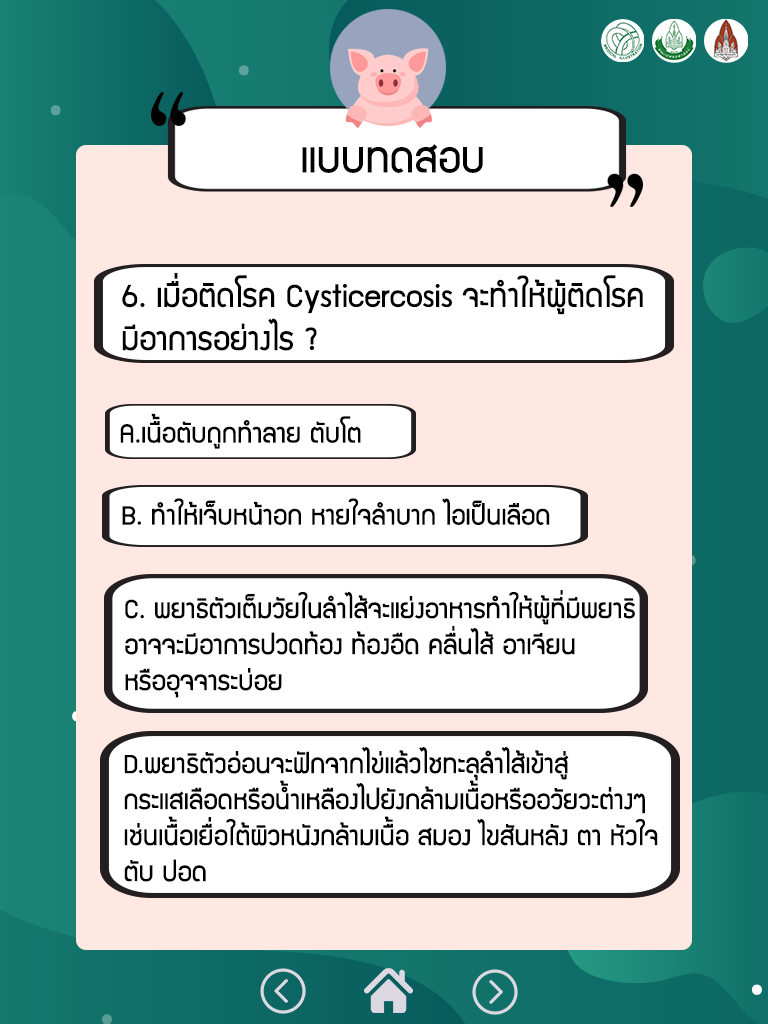 แบบทดสอบ
6. เมื่อติดโรค Cysticercosis จะทำให้ผู้ติดโรค
มีอาการอย่างไร ?
A.เนื้อตับถูกทำลาย ตับโต
B. ทำให้เจ็บหน้าอก หายใจลำบาก ไอเป็นเลือด
C. พยาธิตัวเต็มวัยในลำไส้จะแย่งอาหารทำให้ผู้ที่มีพยาธิ
อาจจะมีอาการปวดท้อง ท้องอืด คลื่นไส้ อาเจียน
หรืออุจจาระบ่อย
D.พยาธิตัวอ่อนจะฟักจากไข่แล้วไชทะลุลำไส้เข้าสู่
กระแสเลือดหรือน้ำเหลืองไปยังกล้ามเนื้อหรืออวัยวะต่างๆ
เช่นเนื้อเยื่อใต้ผิวหนังกล้ามเนื้อ สมอง ไขสันหลัง ตา หัวใจ
ตับ ปอด